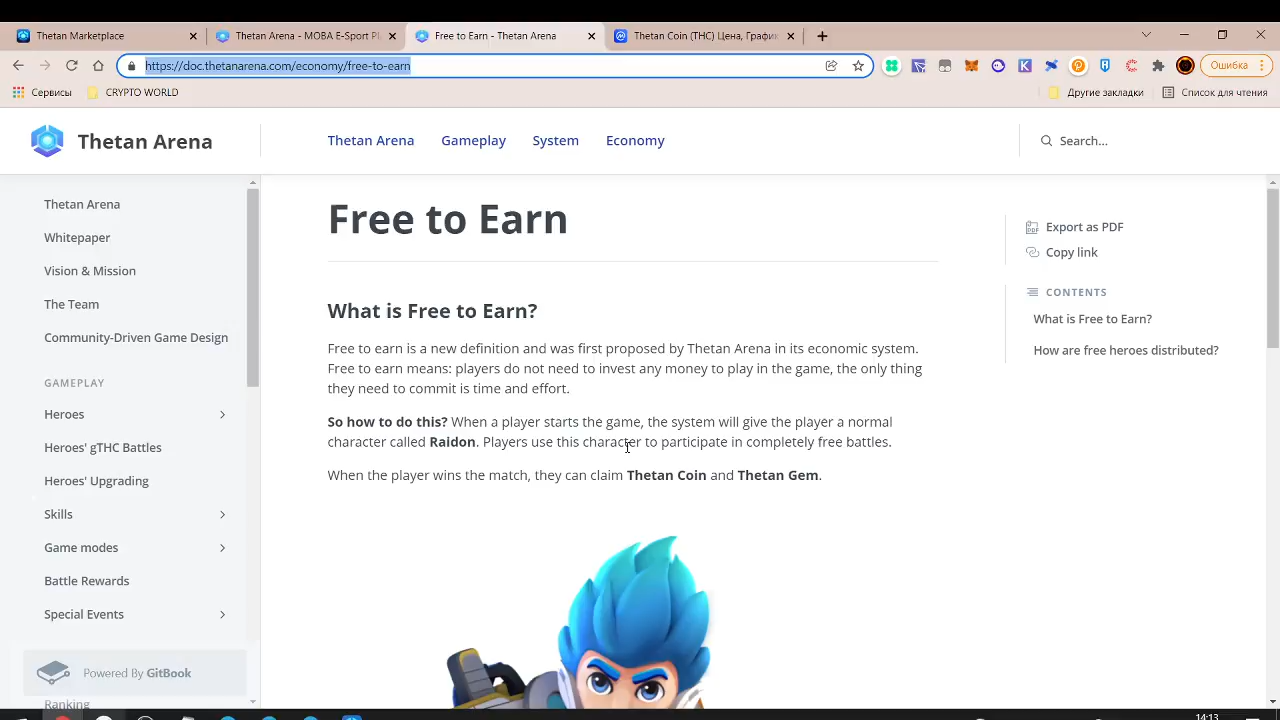 Thetan Marketplace
Thetan Arena - MOBA E-Sport Pl
Free to Earn - Thetan Arena
Thetan Coin (THC) Цена, График
https://doc.thetanarena.com/economy/free-to-earn
Ошибка
Сервисы
CRYPTO WORLD
Другие закладки
Список для чтения
Thetan Arena
Thetan Arena
Gameplay
System
Economy
Search...
Thetan Arena
Whitepaper
Vision & Mission
The Team
Community-Driven Game Design
GAMEPLAY
Heroes
Heroes' gTHC Battles
Heroes' Upgrading
Skills
Game modes
Battle Rewards
Special Events
Powered By GitBook
Ranking
Free to Earn
What is Free to Earn?
Free to earn is a new definition and was first proposed by Thetan Arena in its economic system.
Free to earn means: players do not need to invest any money to play in the game, the only thing
they need to commit is time and effort.
So how to do this? When a player starts the game, the system will give the player a normal
character called Raidon. Players use this character to participate in completely free battles.
When the player wins the match, they can claim Thetan Coin and Thetan Gem.
Export as PDF
Copy link
CONTENTS
What is Free to Earn?
How are free heroes distributed?
14:13